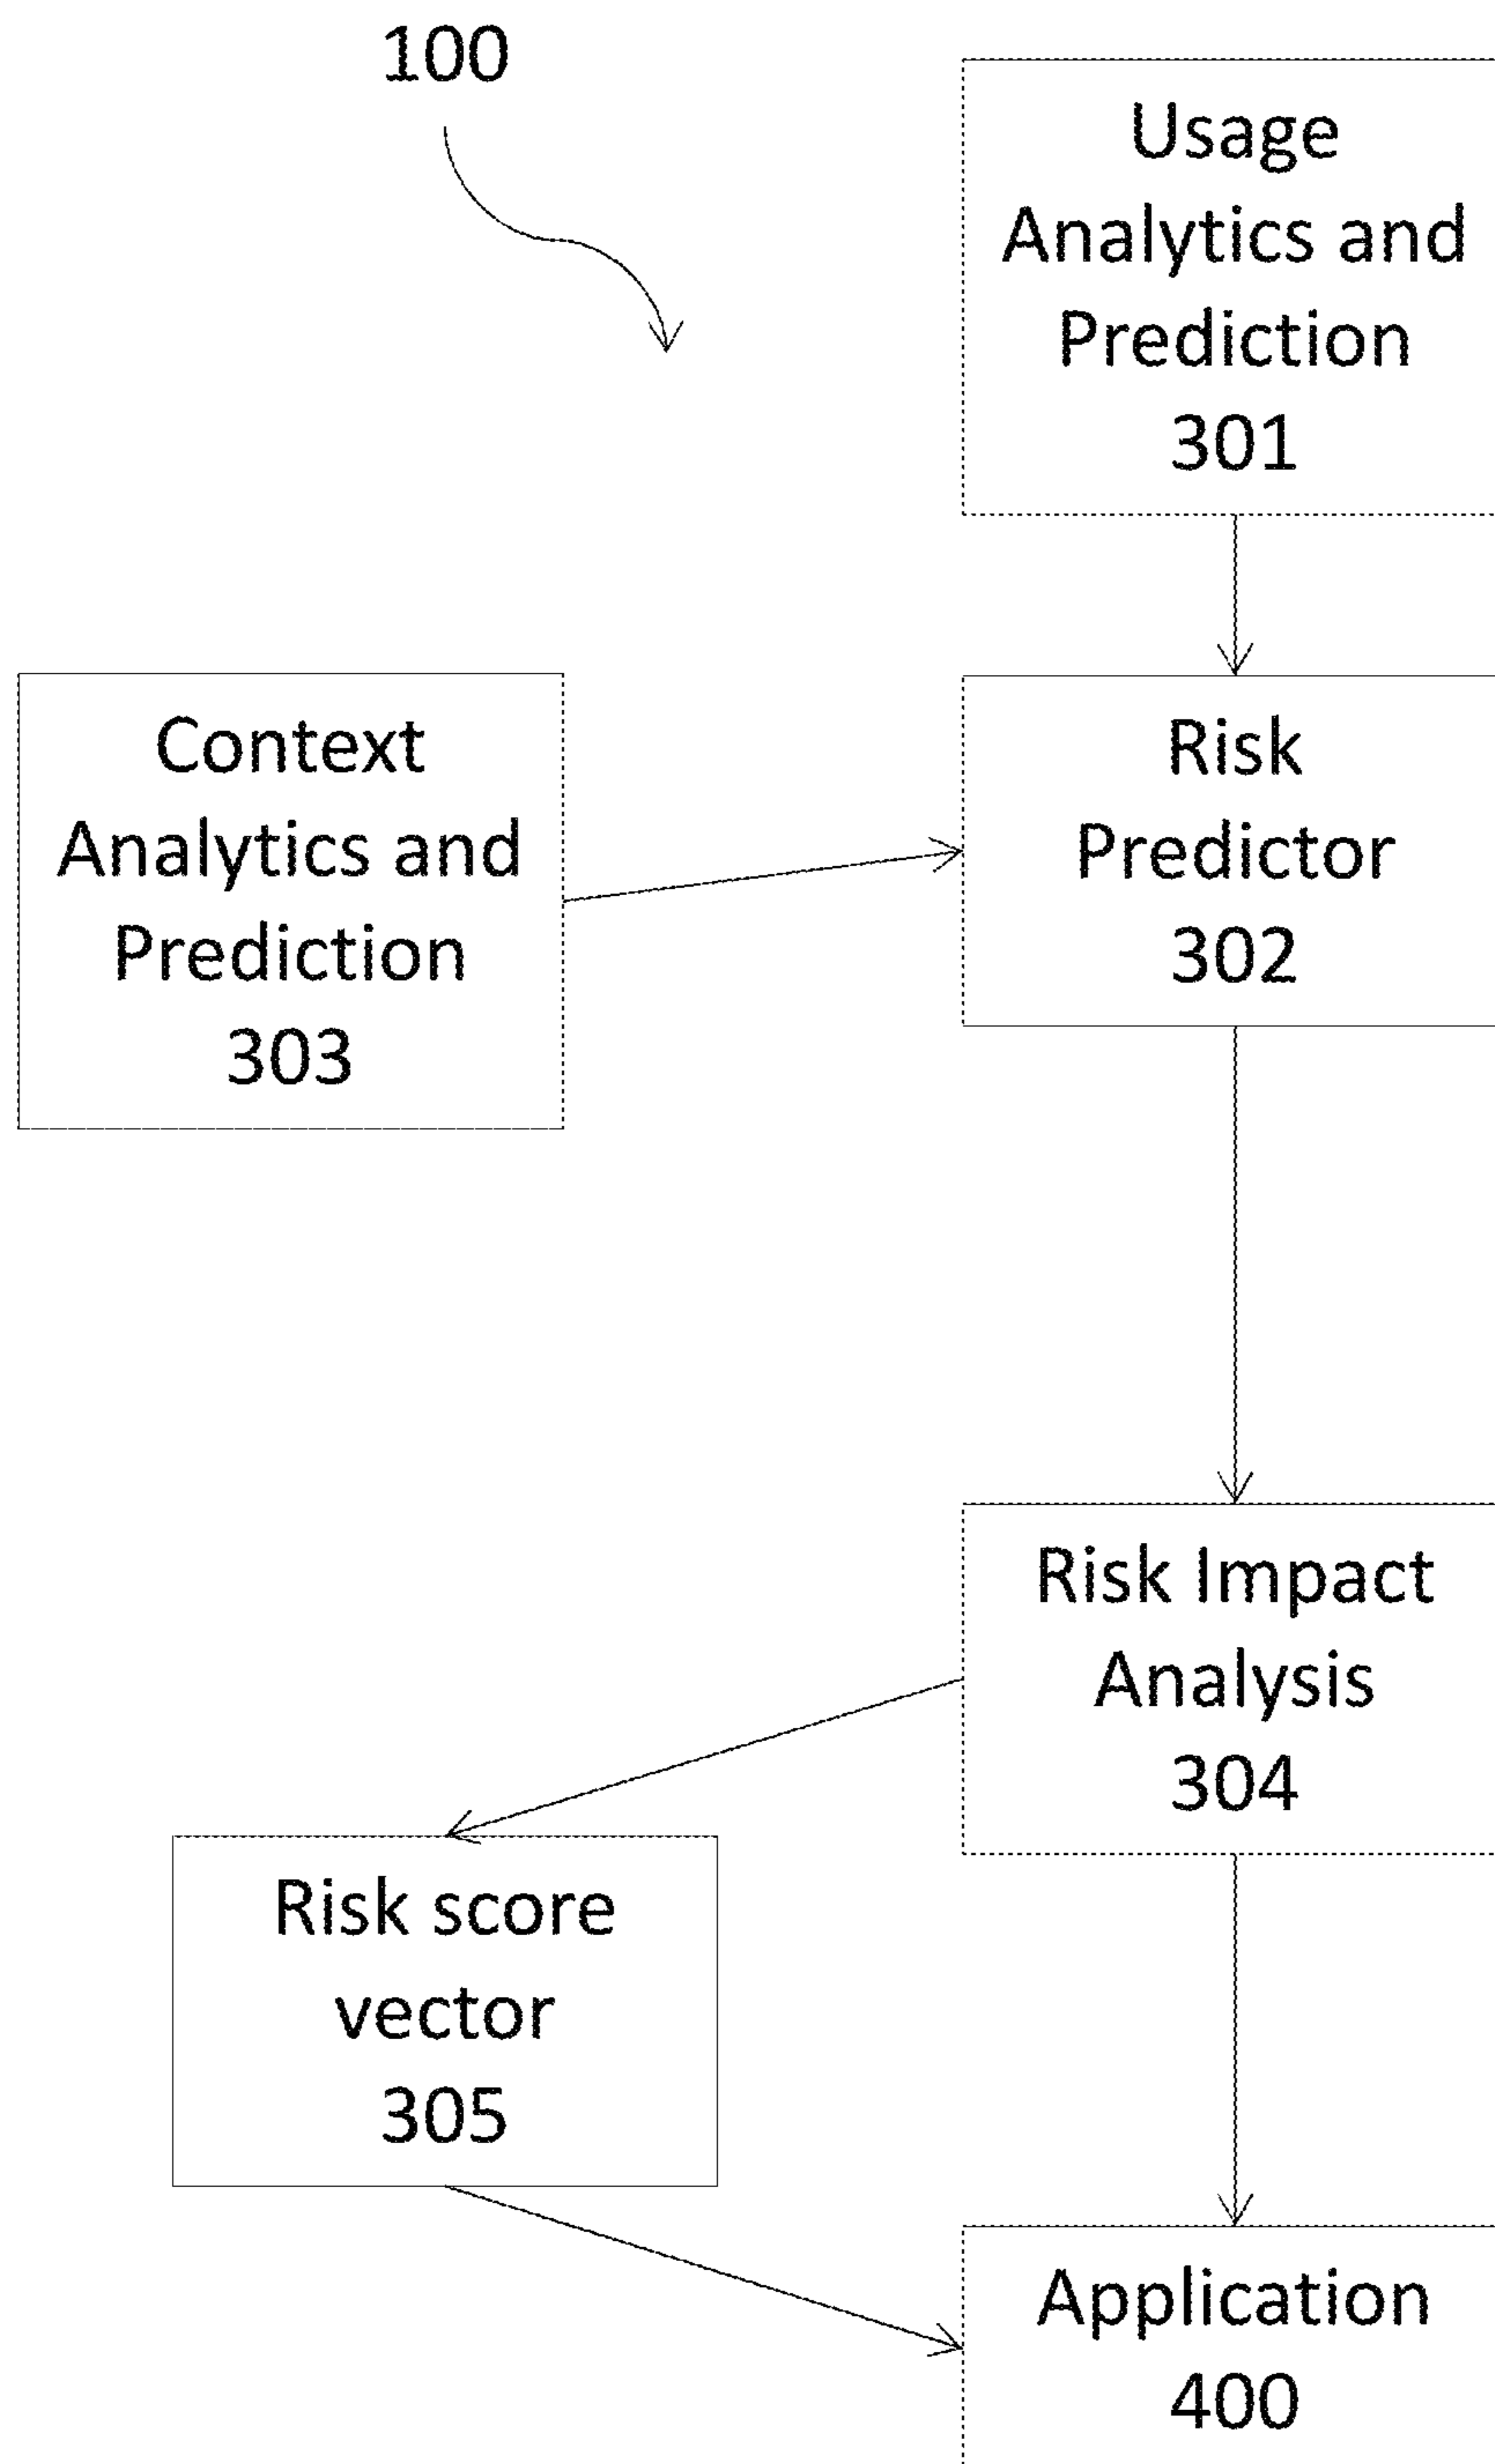 100
Usage
Analytics and
Prediction
301
Context
Analytics and
Prediction
303
Risk
Predictor
302
Risk Impact
Analysis
304
Risk score
vector
305
Application
400